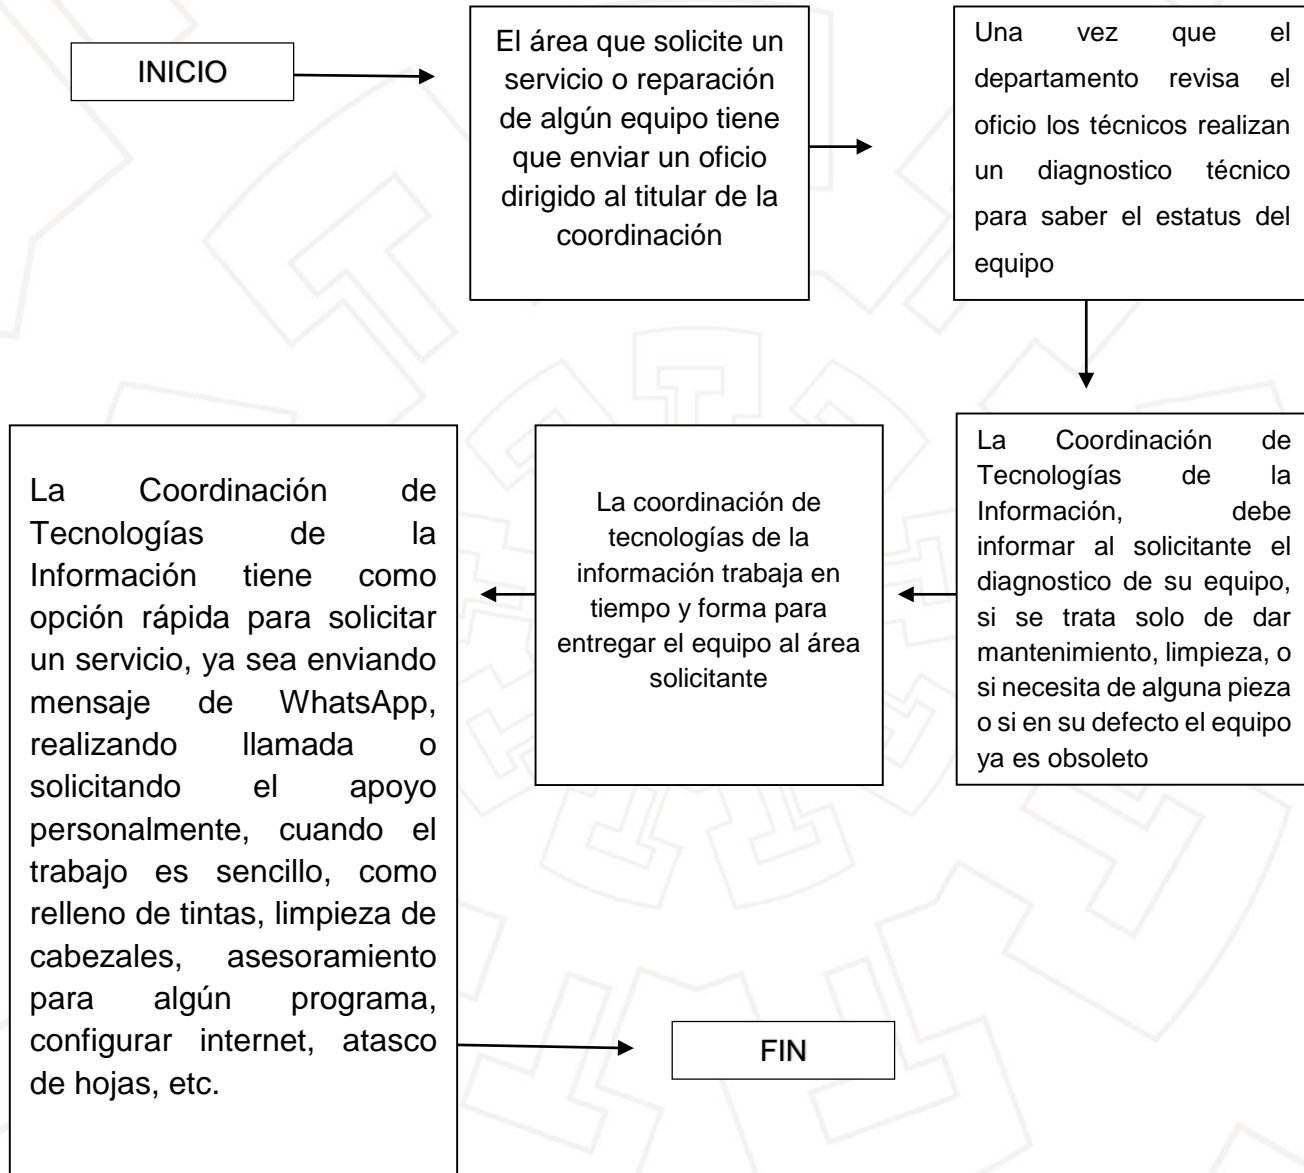 INICIO
El área que solicite un
servicio o reparación
de algún equipo tiene
que enviar un oficio
dirigido al titular de la
coordinación
Una vez que el
departamento revisa el
oficio los técnicos realizan
un diagnostico técnico
para saber el estatus del
equipo
La Coordinación de
Tecnologías de la
Información, debe
informar al solicitante el
diagnostico de su equipo,
si se trata solo de dar
mantenimiento, limpieza, o
si necesita de alguna pieza
o si en su defecto el equipo
ya es obsoleto
La coordinación de
tecnologías de la
información trabaja en
tiempo y forma para
entregar el equipo al área
solicitante
La Coordinación de
Tecnologías de la
Información tiene como
opción rápida para solicitar
un servicio, ya sea enviando
mensaje de WhatsApp,
realizando llamada o
solicitando el apoyo
personalmente, cuando el
trabajo es sencillo, como
relleno de tintas, limpieza de
cabezales, asesoramiento
para algún programa,
configurar internet, atasco
de hojas, etc.
FIN